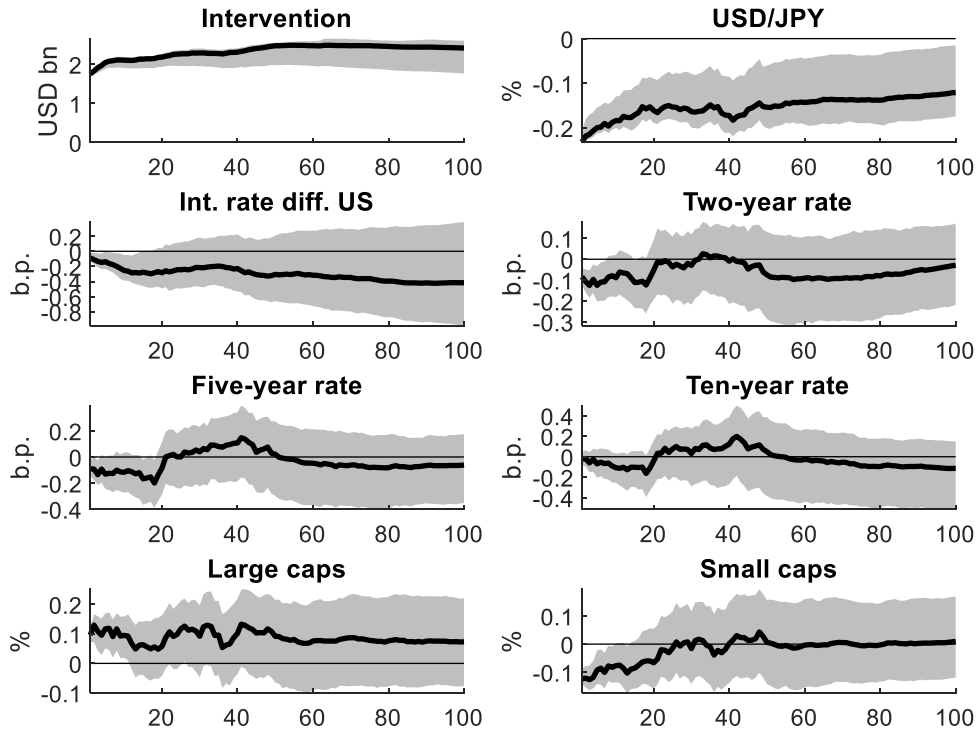 Intervention
USD bn
2
1
0
20 40 60 80 100
USD/JPY
%
0
-0.1
-0.2
20 40 60 80 100
Int. rate diff. US
b.p.
0.2
0
-0.2
-0.4
-0.6
-0.8
20 40 60 80 100
Two-year rate
b.p.
0.1
0
-0.1
-0.2
-0.3
20 40 60 80 100
Five-year rate
b.p.
0.2
0
-0.2
-0.4
20 40 60 80 100
Ten-year rate
b.p.
0.4
0.2
0
-0.2
-0.4
20 40 60 80 100
Large caps
%
0.2
0.1
0
-0.1
20 40 60 80 100
Small caps
%
0.1
0
-0.1
20 40 60 80 100